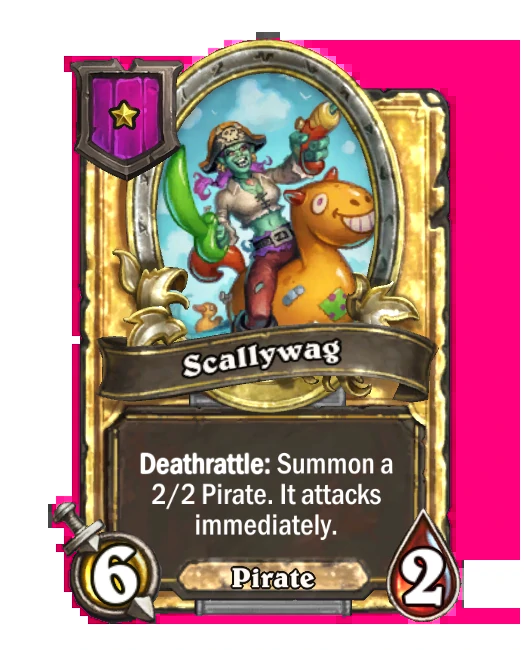 Scallywag
Deathrattle: Summon a
2/2 Pirate. It attacks
immediately.
6
Pirate
2